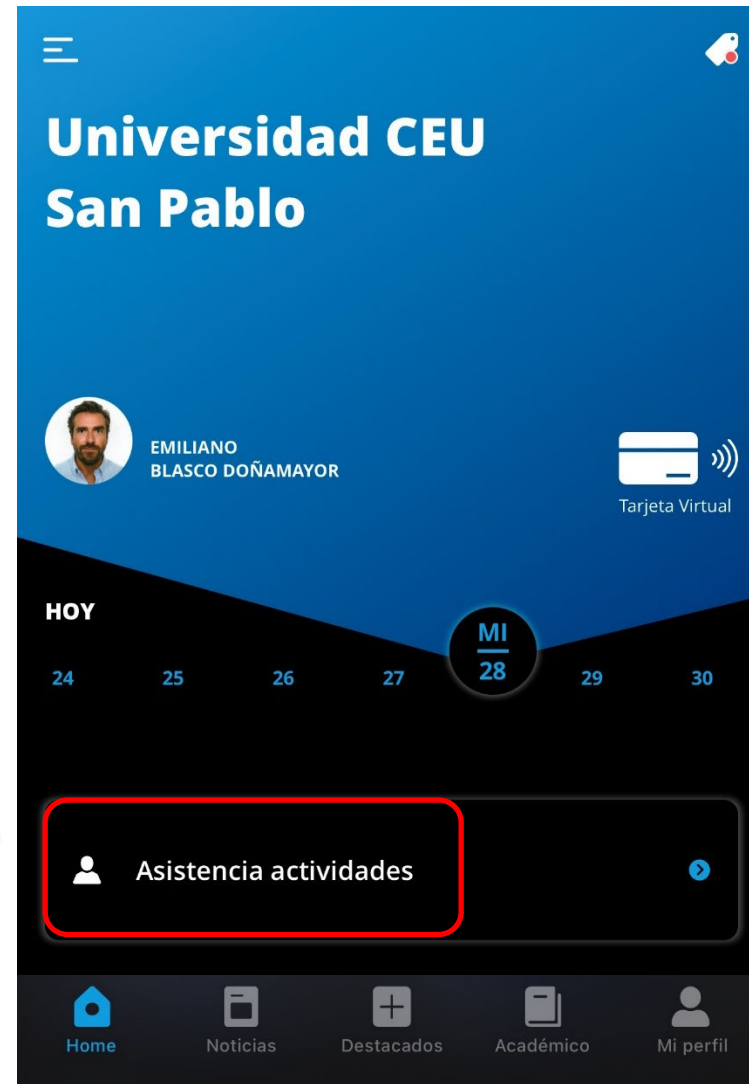 Universidad CEU
San Pablo
EMILIANO
BLASCO DOÑAMAYOR
Tarjeta Virtual
HOY
MI
24 25 26 27 28 29 30
Asistencia actividades
Home Noticias Destacados Académico Mi perfil